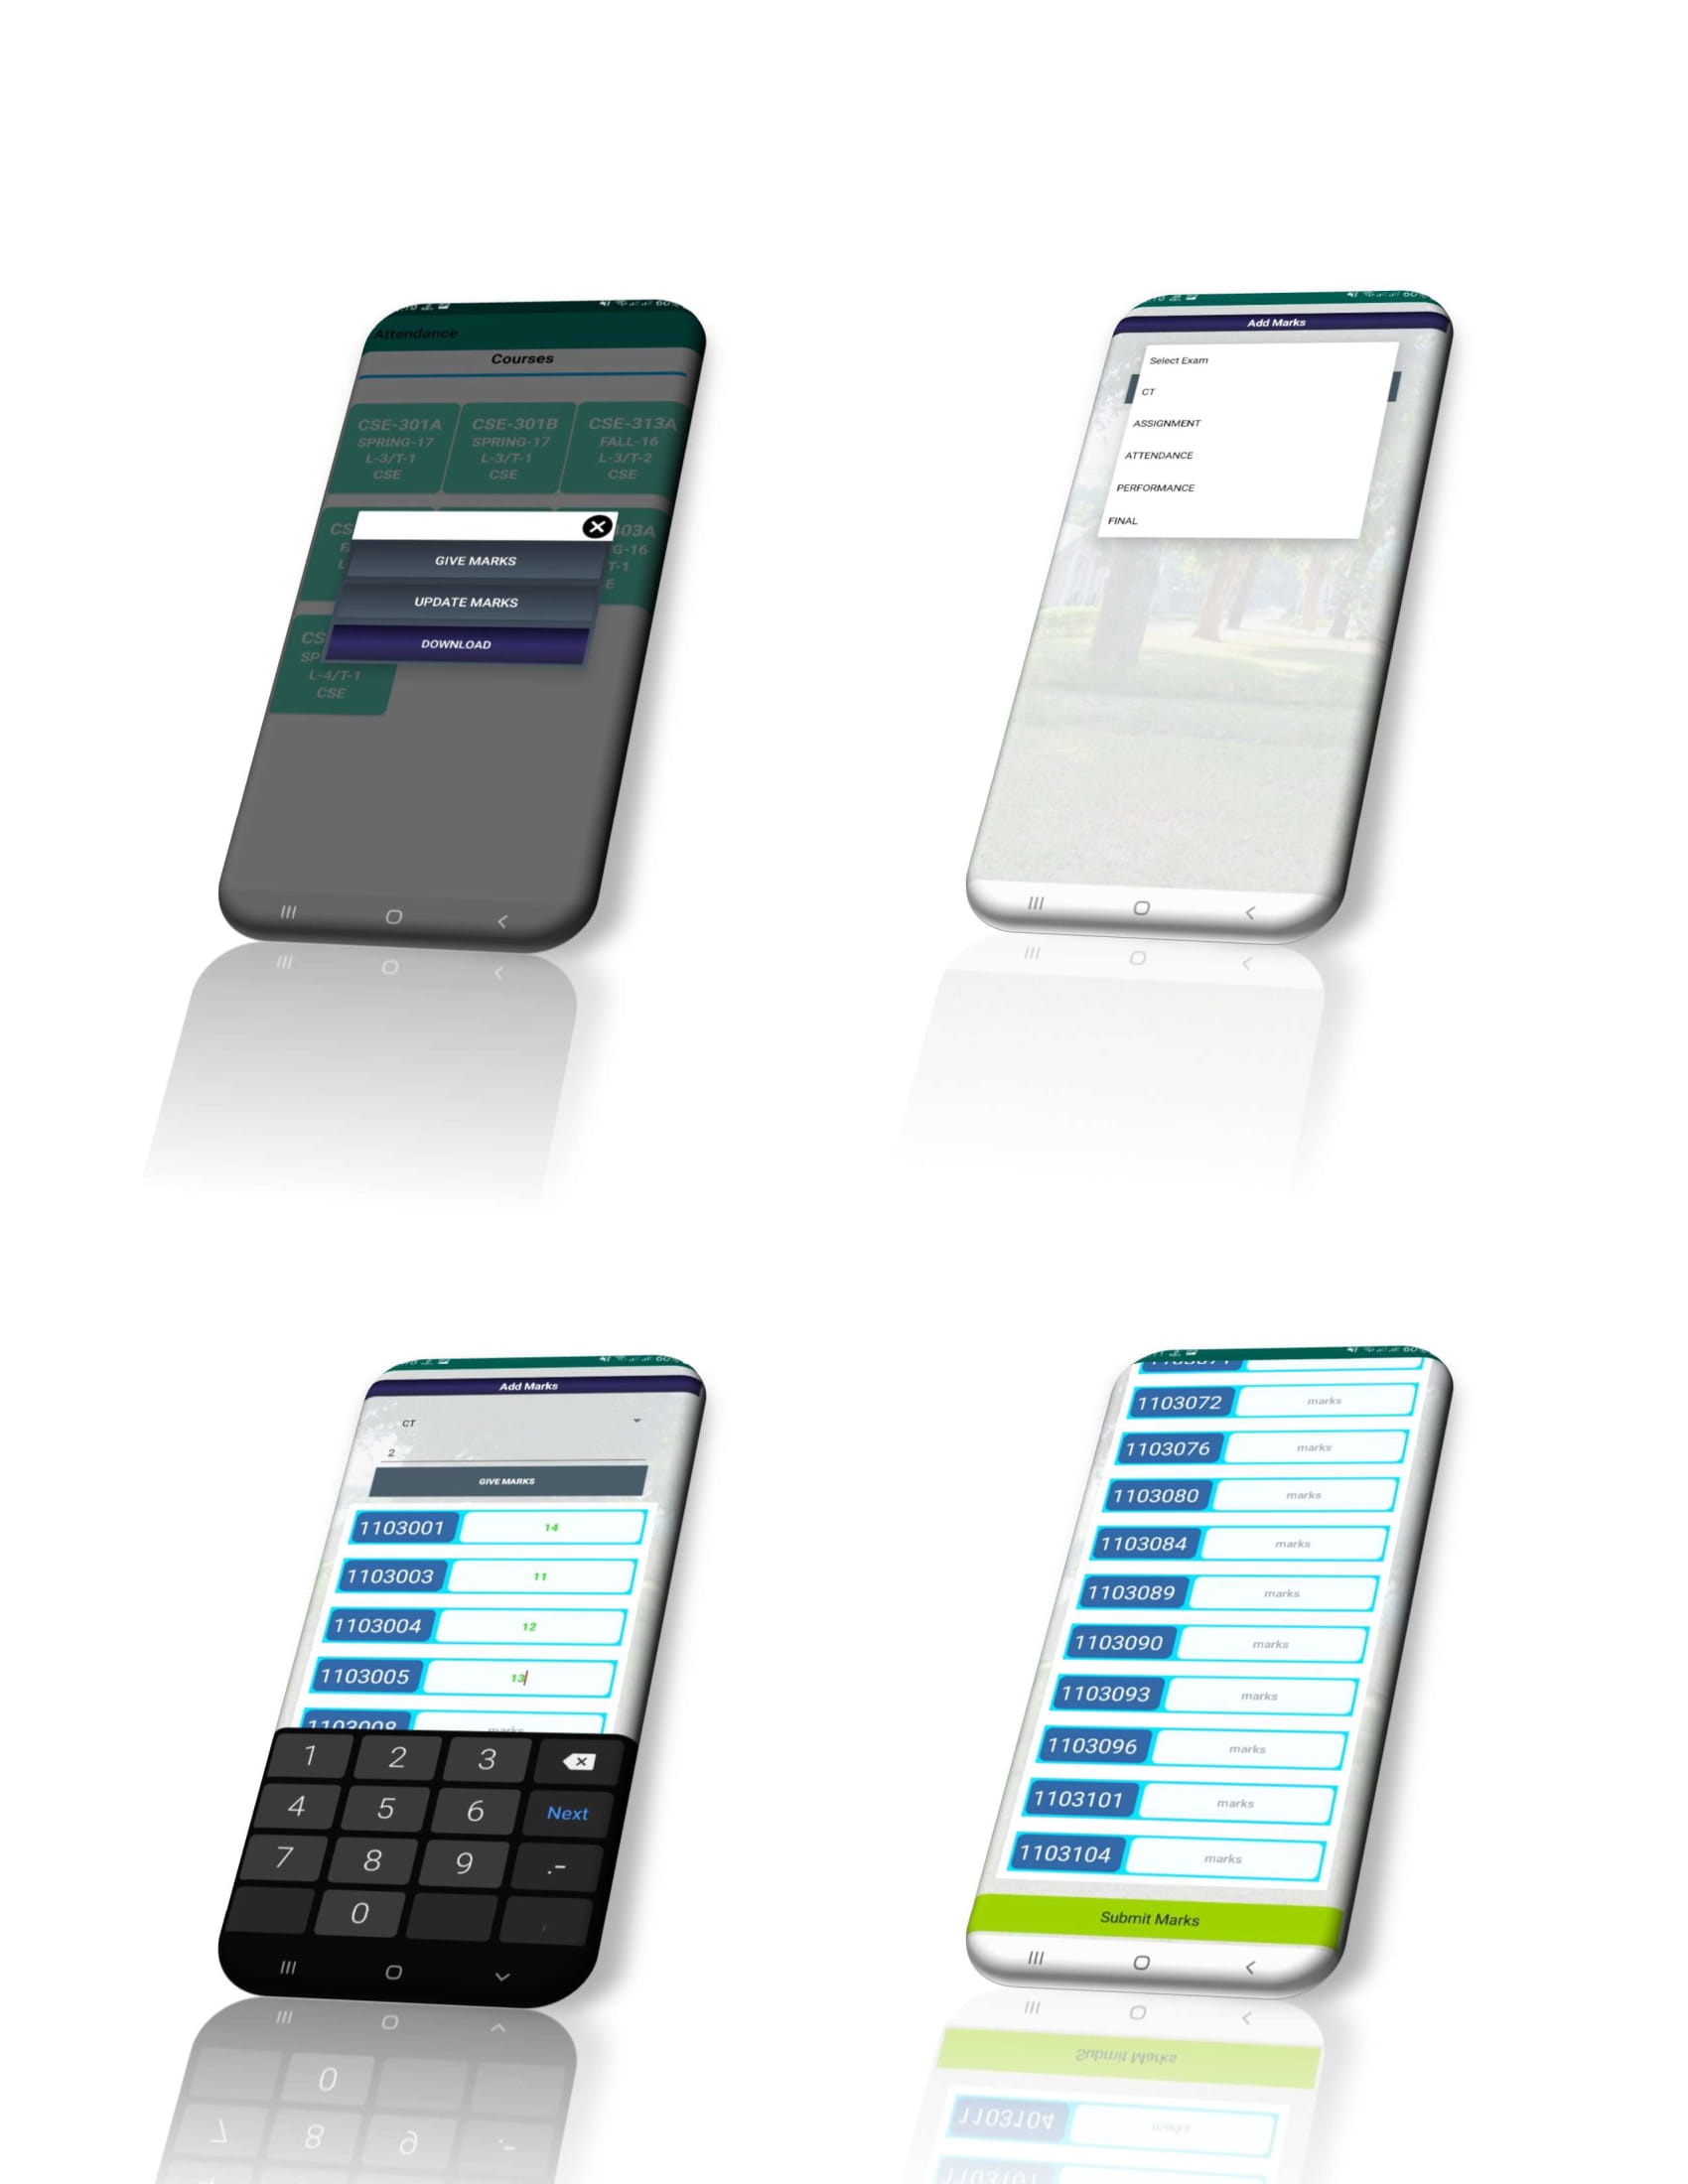 Attendance
Courses
CSE-301A
SPRING-17
L-3/T-1
CSE
CSE-301B
SPRING-17
L-3/T-1
CSE
CSE-313A
FALL-16
L-3/T-2
CSE
CS
03A
G-16
T-1
E
GIVE MARKS
UPDATE MARKS
DOWNLOAD
CS
SP
L-4/T-1
CSE
Add Marks
Select Exam
CT
ASSIGNMENT
ATTENDANCE
PERFORMANCE
FINAL
Add Marks
CT
2
GIVE MARKS
1103001 14
1103003 11
1103004 12
1103005 13
1103008 marks
1 2 3
4 5 6 Next
7 8 9 .-
0 ,
1103071
1103072 marks
1103076 marks
1103080 marks
1103084 marks
1103089 marks
1103090 marks
1103093 marks
1103096 marks
1103101 marks
1103104 marks
Submit Marks